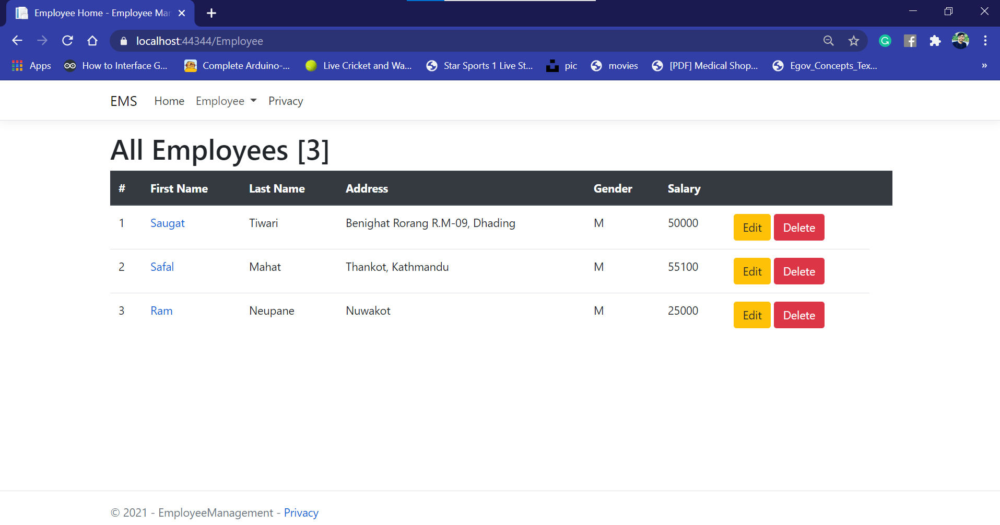 Employee Home - Employee Mar
localhost:44344/Employee
Apps How to Interface G... Complete Arduino-... Live Cricket and Wa... Star Sports 1 Live St... pic movies [PDF] Medical Shop... Egov_Concepts_Tex... »
EMS Home Employee Privacy
All Employees [3]
# First Name Last Name Address Gender Salary
1 Saugat Tiwari Benighat Rorang R.M-09, Dhading M 50000 Edit Delete
2 Safal Mahat Thankot, Kathmandu M 55100 Edit Delete
3 Ram Neupane Nuwakot M 25000 Edit Delete
© 2021 - EmployeeManagement - Privacy